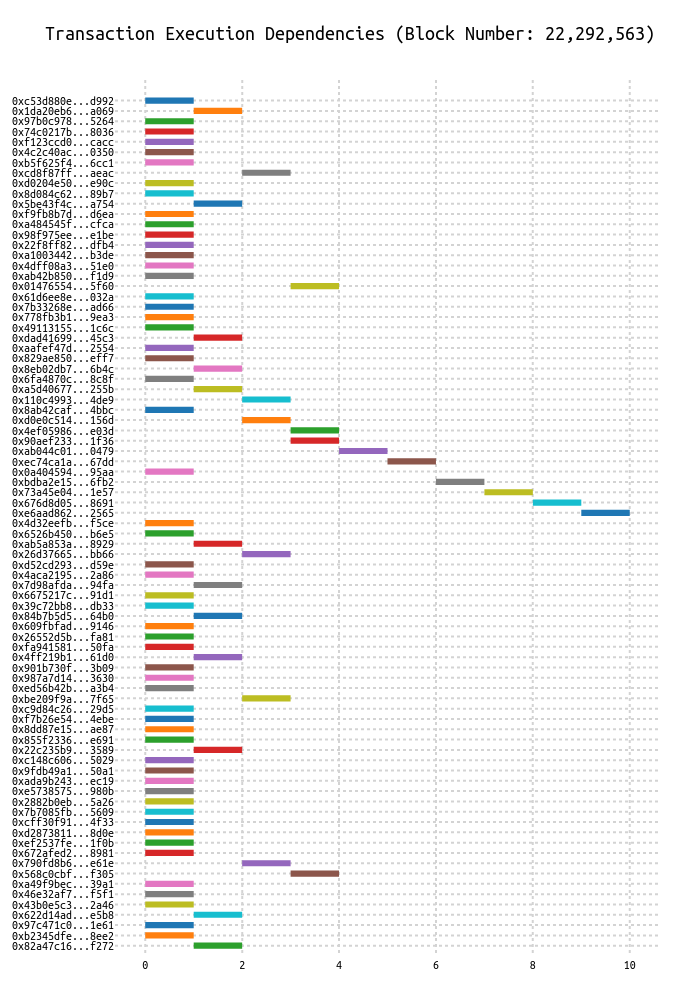 Transaction Execution Dependencies (Block Number: 22,292,563)
0xc53d880e...d992
0x1da20eb6...a069
0x97b0c978...5264
0x74c0217b...8036
0xf123ccd0...cacc
0x4c2c40ac...0350
0xb5f625f4...6cc1
0xcd8f87ff...aeac
0xd0204e50...e90c
0x8d084c62...89b7
0x5be43f4c...a754
0xf9fb8b7d...d6ea
0xa484545f...cfca
0x98f975ee...e1be
0x22f8ff82...dfb4
0xa1003442...b3de
0x4dff08a3...51e0
0xab42b850...f1d9
0x01476554...5f60
0x61d6ee8e...032a
0x7b33268e...ad66
0x778fb3b1...9ea3
0x49113155...1c6c
0xdad41699...45c3
0xaafef47d...2554
0x829ae850...eff7
0x8eb02db7...6b4c
0x6fa4870c...8c8f
0xa5d40677...255b
0x110c4993...4de9
0x8ab42caf...4bbc
0xd0e0c514...156d
0x4ef05986...e03d
0x90aef233...1f36
0xab044c01...0479
0xec74ca1a...67dd
0x0a404594...95aa
0xbdba2e15...6fb2
0x73a45e04...1e57
0x676d8d05...8691
0xe6aad862...2565
0x4d32eefb...f5ce
0x6526b450...b6e5
0xab5a853a...8929
0x26d37665...bb66
0xd52cd293...d59e
0x4aca2195...2a86
0x7d98afda...94fa
0x6675217c...91d1
0x39c72bb8...db33
0x84b7b5d5...64b0
0x609fbfad...9146
0x26552d5b...fa81
0xfa941581...50fa
0x4ff219b1...61d0
0x901b730f...3b09
0x987a7d14...3630
0xed56b42b...a3b4
0xbe209f9a...7f65
0xc9d84c26...29d5
0xf7b26e54...4ebe
0x8dd87e15...ae87
0x855f2336...e691
0x22c235b9...3589
0xc148c606...5029
0x9fdb49a1...50a1
0xada9b243...ec19
0xe5738575...980b
0x2882b0eb...5a26
0x7b7085fb...5609
0xcff30f91...4f33
0xd2873811...8d0e
0xef2537fe...1f0b
0x672afed2...8981
0x790fd8b6...e61e
0x568c0cbf...f305
0xa49f9bec...39a1
0x46e32af7...f5f1
0x43b0e5c3...2a46
0x622d14ad...e5b8
0x97c471c0...1e61
0xb2345dfe...8ee2
0x82a47c16...f272
0 2 4 6 8 10